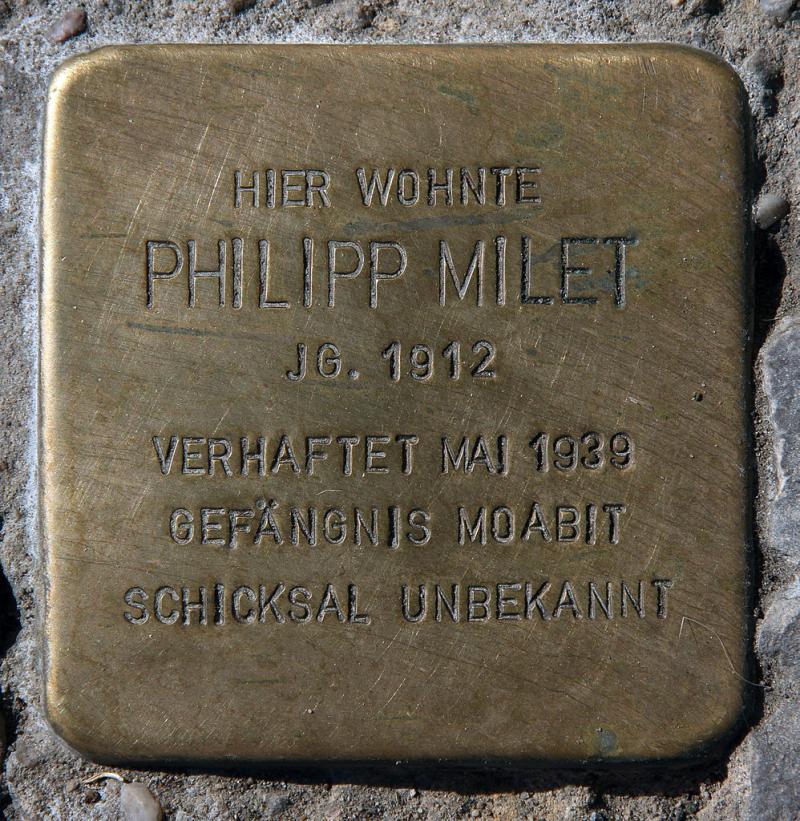 HIER WOHNTE
PHILIPP MILET
JG. 1912
VERHAFTET MAI 1939
GEFÄNGNIS MOABIT
SCHICKSAL UNBEKANNT